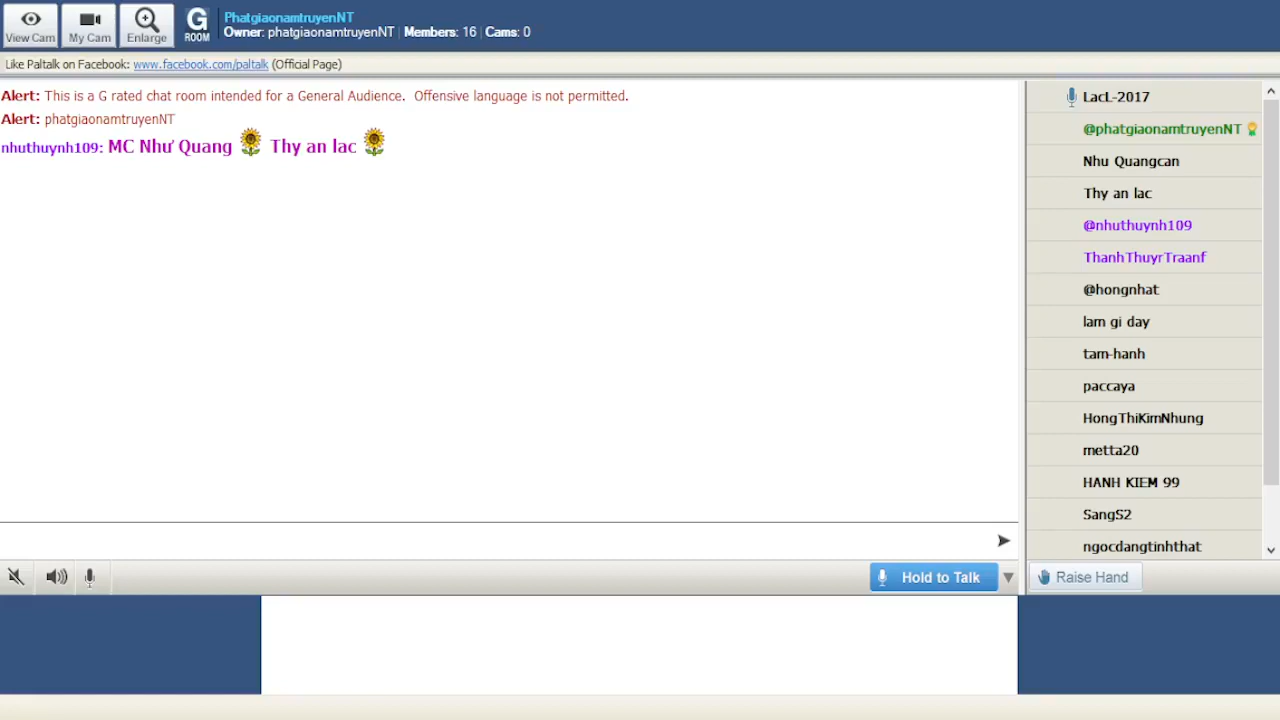 View Cam
My Cam
Enlarge
G
ROOM
PhatgiaonamtruyenNT
Owner: phatgiaonamtruyenNT | Members: 16 | Cams: 0
Like Paltalk on Facebook: www.facebook.com/paltalk (Official Page)
Alert: This is a G rated chat room intended for a General Audience. Offensive language is not permitted.
Alert: phatgiaonamtruyenNT
nhuthuynh109: MC Như Quang Thy an lac
LacL-2017
@phatgiaonamtruyenNT
Nhu Quangcan
Thy an lac
@nhuthuynh109
ThanhThuyrTraanf
@hongnhat
lam gi day
tam-hanh
paccaya
HongThiKimNhung
metta20
HANH KIEM 99
SangS2
ngocdangtinhthat
Hold to Talk
Raise Hand